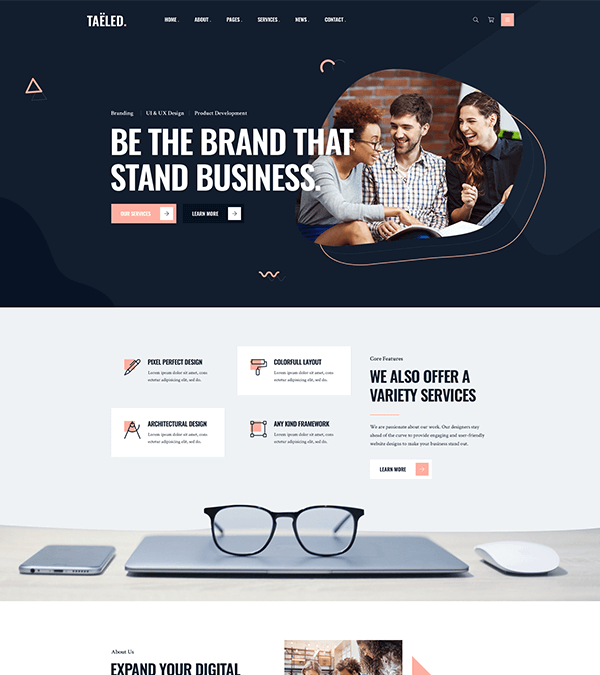 TAËLED.
HOME . ABOUT . PAGES . SERVICES . NEWS . CONTACT .
Branding UI & UX Design Product Development
BE THE BRAND THAT
STAND BUSINESS.
OUR SERVICES LEARN MORE
PIXEL PERFECT DESIGN
Lorem ipsum dolor sit amet, cons
ectetur adipisicing elit, sed do.
COLORFULL LAYOUT
Lorem ipsum dolor sit amet, cons
ectetur adipisicing elit, sed do.
ARCHITECTURAL DESIGN
Lorem ipsum dolor sit amet, cons
ectetur adipisicing elit, sed do.
ANY KIND FRAMEWORK
Lorem ipsum dolor sit amet, cons
ectetur adipisicing elit, sed do.
Core Features
WE ALSO OFFER A
VARIETY SERVICES
We are passionate about our work. Our designers stay
ahead of the curve to provide engaging and user-friendly
website designs to make your business stand out.
LEARN MORE
About Us
EXPAND YOUR DIGITAL